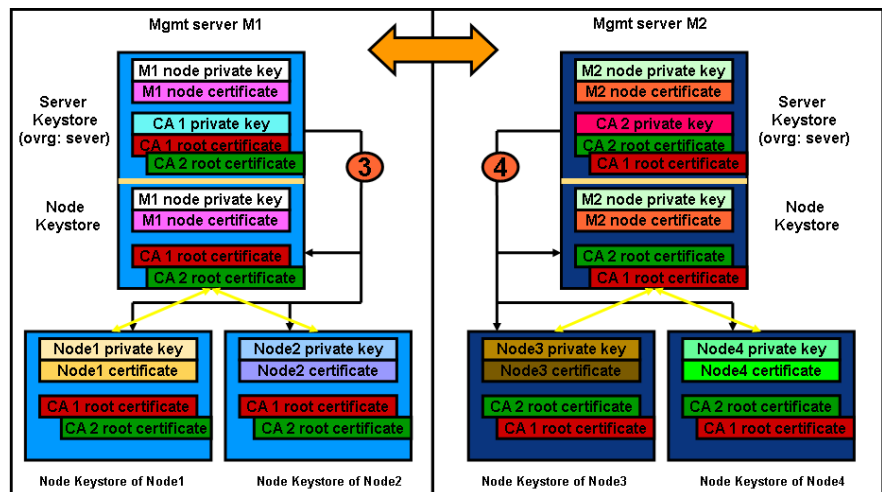 Mgmt server M1
Server
Keystore
(ovrg: sever)
M1 node private key
M1 node certificate
CA 1 private key
CA 1 root certificate
CA 2 root certificate
3
Node
Keystore
M1 node private key
M1 node certificate
CA 1 root certificate
CA 2 root certificate
Node1 private key
Node1 certificate
CA 1 root certificate
CA 2 root certificate
Node Keystore of Node1
Node2 private key
Node2 certificate
CA 1 root certificate
CA 2 root certificate
Node Keystore of Node2
Mgmt server M2
M2 node private key
M2 node certificate
CA 2 private key
CA 2 root certificate
CA 1 root certificate
Server
Keystore
(ovrg: sever)
4
M2 node private key
M2 node certificate
CA 2 root certificate
CA 1 root certificate
Node
Keystore
Node3 private key
Node3 certificate
CA 2 root certificate
CA 1 root certificate
Node Keystore of Node3
Node4 private key
Node4 certificate
CA 2 root certificate
CA 1 root certificate
Node Keystore of Node4